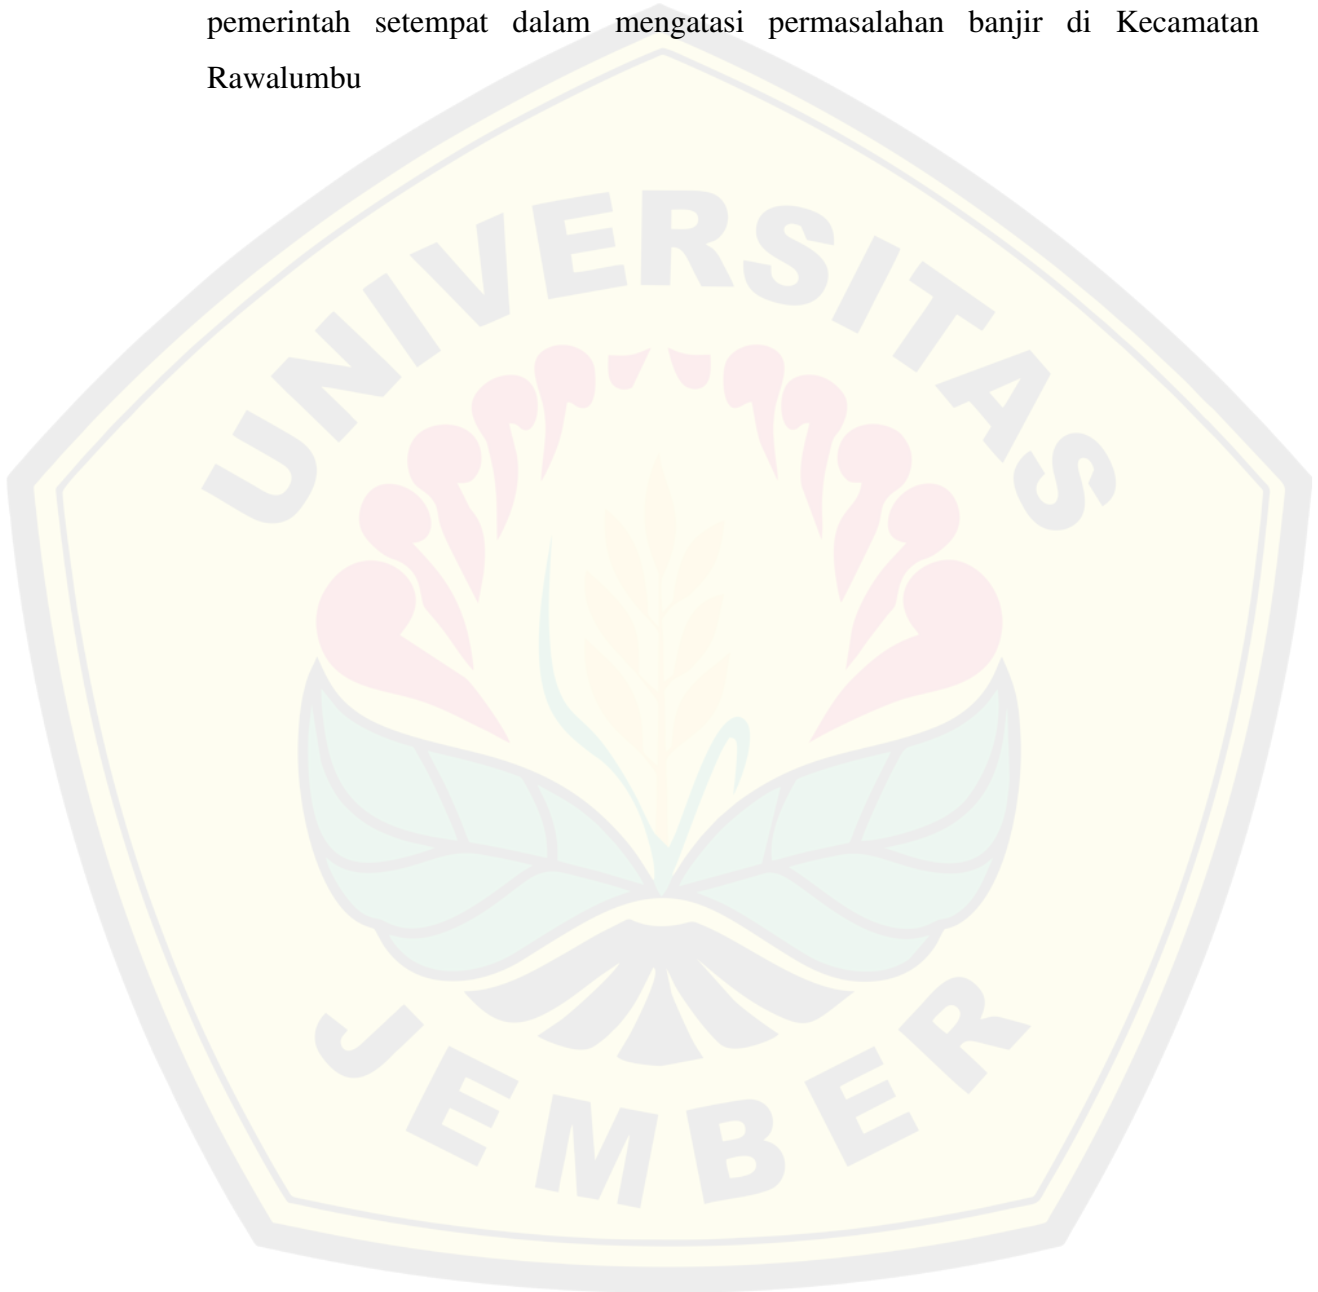 pemerintah setempat dalam mengatasi permasalahan banjir di Kecamatan
Rawalumbu
UNIVERSITAS
JEMBER